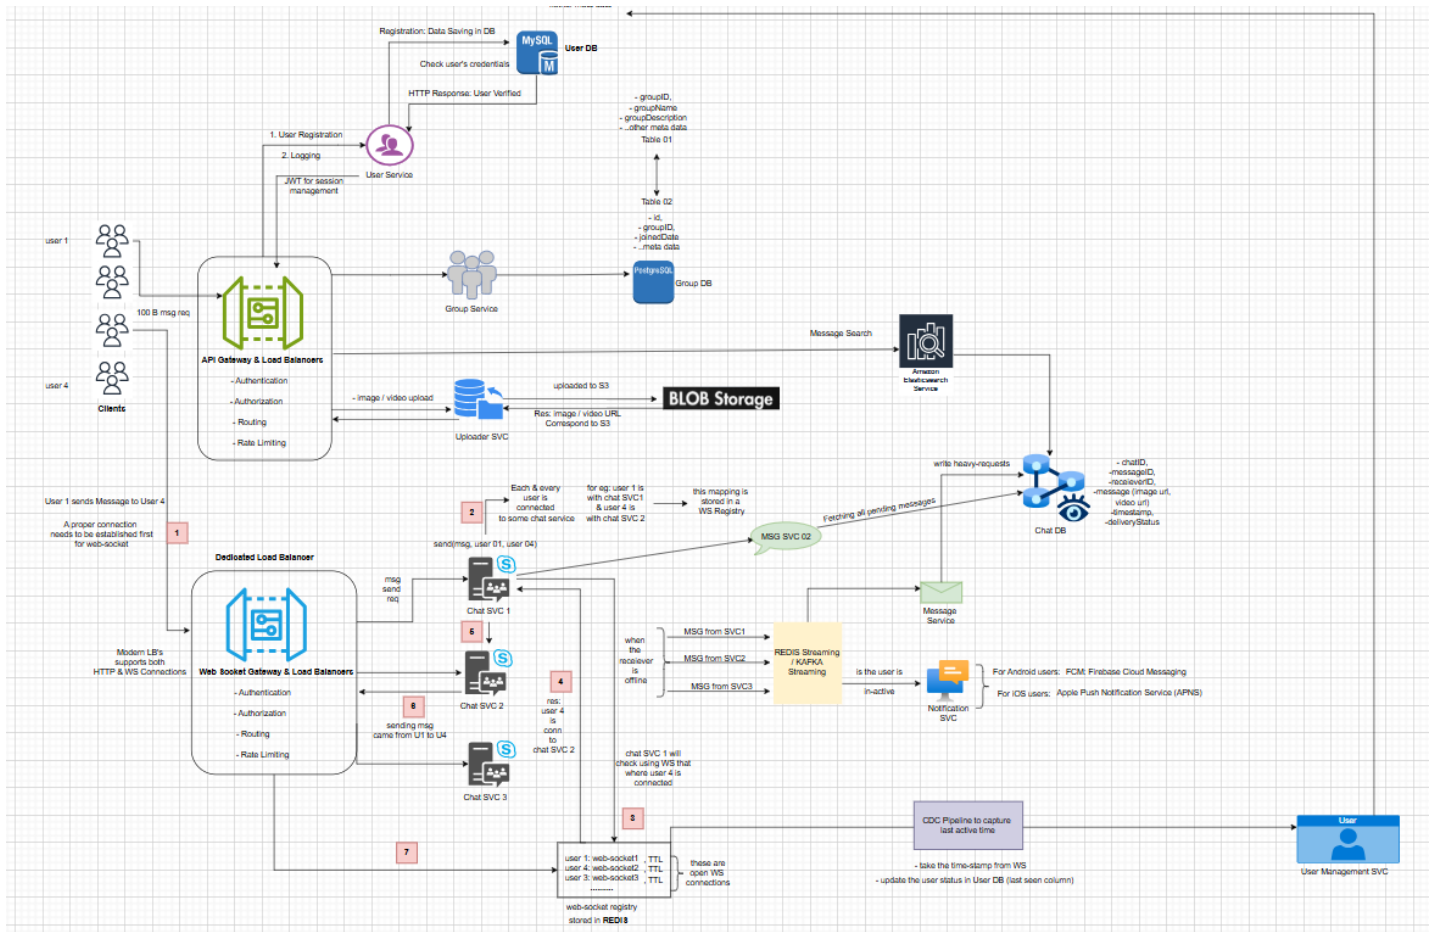 Registration: Data Saving in DB
MySQL
User DB
Check user's credentials
HTTP Response: User Verified
- groupID,
- groupName
- groupDescription
- ..other meta data
Table 01
1. User Registration
2. Logging
User Service
JWT for session
management
Table 02
- id,
- groupID,
- joinedDate
- ..meta data
user 1
PostgreSQL
Group DB
Group Service
100 B msg req
Message Search
API Gateway & Load Balancers
Amazon
Elasticsearch
Service
- Authentication
- Authorization
- Routing
- Rate Limiting
user 4
Clients
- image / video upload
uploaded to S3
BLOB Storage
Res: image / video URL
Correspond to S3
Uploader SVC
write heavy-requests
- chatID,
-messageID,
-receieverID,
-message (image url,
video url)
-timestamp,
-deliveryStatus
Chat DB
User 1 sends Message to User 4
A proper connection
needs to be established first
for web-socket
1
2
Each & every
user is
connected
to some chat service
for eg: user 1 is
with chat SVC1
& user 4 is
with chat SVC 2
this mapping is
stored in a
WS Registry
Fetching all pending messages
MSG SVC 02
send(msg, user 01, user 04)
Dedicated Load Balancer
msg
send
req
Chat SVC 1
Message
Service
5
when
the
receiever
is
offline
MSG from SVC1
MSG from SVC2
MSG from SVC3
REDIS Streaming
/ KAFKA
Streaming
is the user is
in-active
For Android users: FCM: Firebase Cloud Messaging
For iOS users: Apple Push Notification Service (APNS)
Notification
SVC
Modern LB's
supports both
HTTP & WS Connections
Web Socket Gateway & Load Balancers
- Authentication
- Authorization
- Routing
- Rate Limiting
Chat SVC 2
4
6
sending msg
came from U1 to U4
res:
user 4
is
conn
to
chat SVC 2
chat SVC 1 will
check using WS that
where user 4 is
connected
Chat SVC 3
3
7
CDC Pipeline to capture
last active time
User
- take the time-stamp from WS
- update the user status in User DB (last seen column)
User Management SVC
user 1: web-socket1 , TTL
user 4: web-socket2 , TTL
user 3: web-socket3 , TTL
.........
these are
open WS
connections
web-socket registry
stored in REDIS